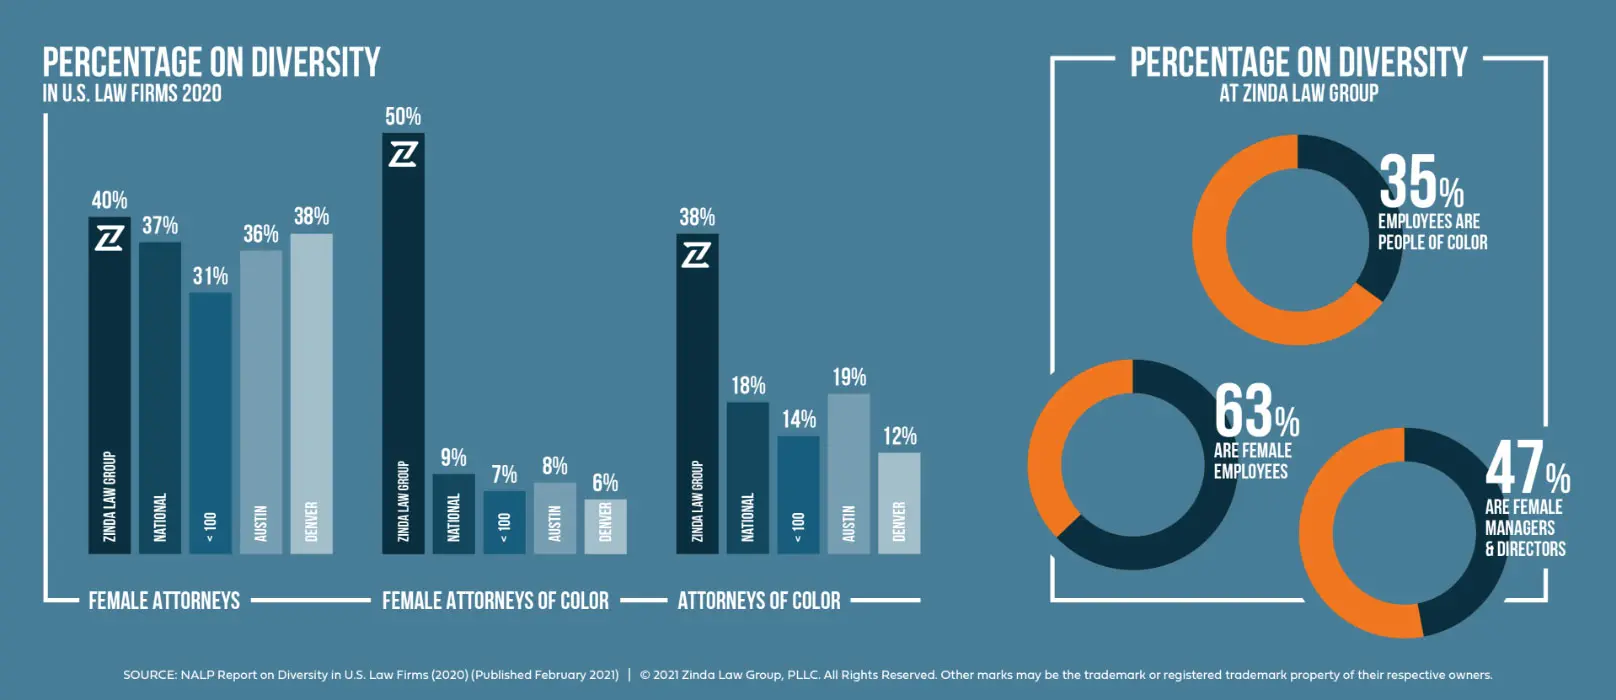 PERCENTAGE ON DIVERSITY
IN U.S. LAW FIRMS 2020
40%
37%
31%
36%
38%
ZINDA LAW GROUP
NATIONAL
< 100
AUSTIN
DENVER
FEMALE ATTORNEYS
50%
9%
7%
8%
6%
ZINDA LAW GROUP
NATIONAL
< 100
AUSTIN
DENVER
FEMALE ATTORNEYS OF COLOR
38%
18%
14%
19%
12%
ZINDA LAW GROUP
NATIONAL
< 100
AUSTIN
DENVER
ATTORNEYS OF COLOR
PERCENTAGE ON DIVERSITY
AT ZINDA LAW GROUP
35%
EMPLOYEES ARE
PEOPLE OF COLOR
63%
ARE FEMALE
EMPLOYEES
47%
ARE FEMALE
MANAGERS
& DIRECTORS
SOURCE: NALP Report on Diversity in U.S. Law Firms (2020) (Published February 2021) | © 2021 Zinda Law Group, PLLC. All Rights Reserved. Other marks may be the trademark or registered trademark property of their respective owners.